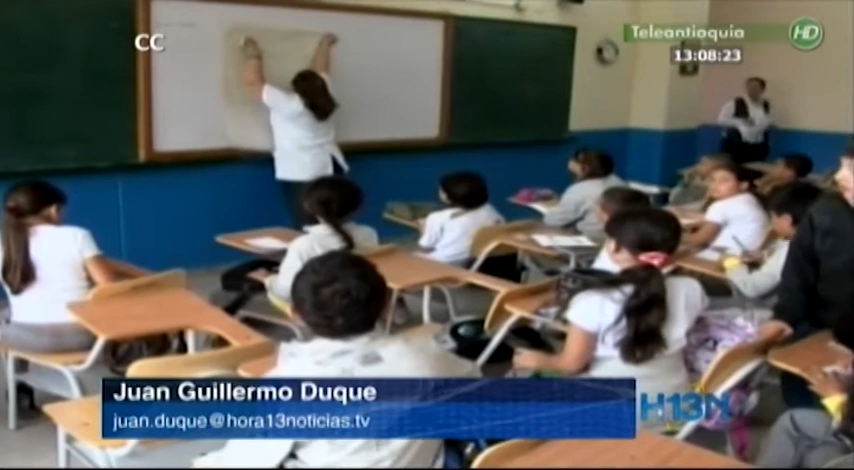 CC
Teleantioquia HD
13:08:23
Juan Guillermo Duque
juan.duque@hora13noticias.tv
H13N